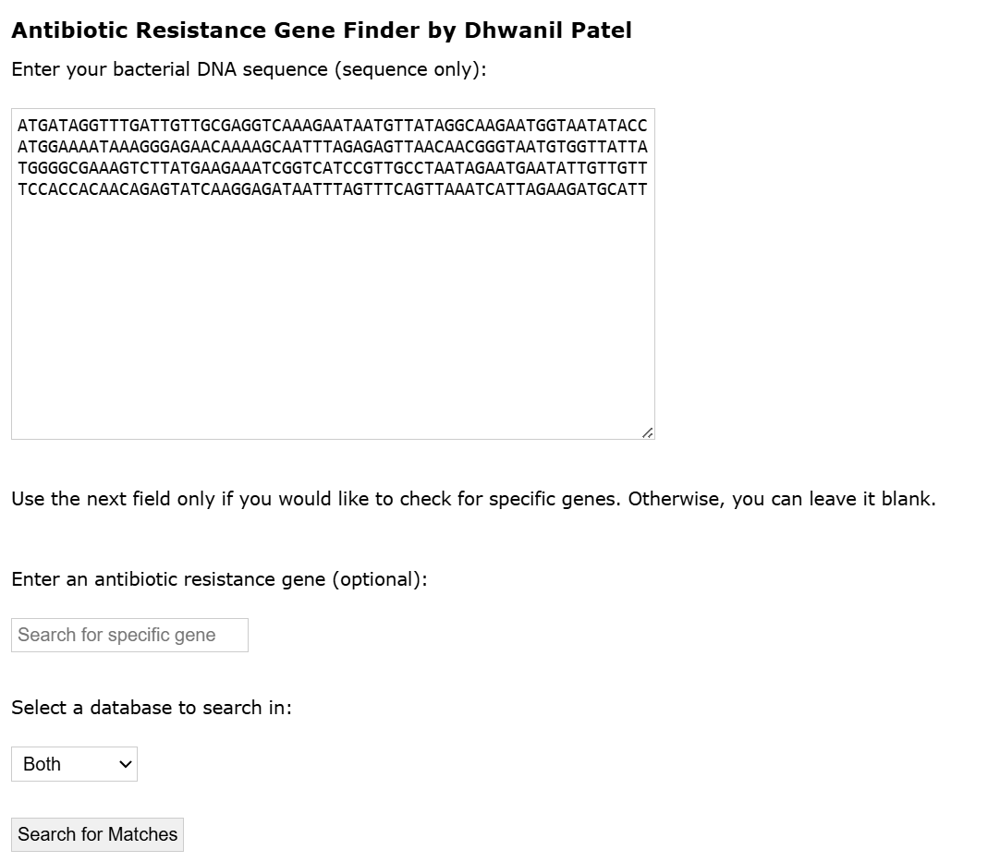 Antibiotic Resistance Gene Finder by Dhwanil Patel
Enter your bacterial DNA sequence (sequence only):
ATGATAGGTTTGATTGTTGCGAGGTCAAAGAATAATGTTATAGGCAAGAATGGTAATATACC
ATGGAAAATAAAGGGAGAACAAAAGCAATTTAGAGAGTTAACAACGGGTAATGTGGTTATTA
TGGGGCGAAAGTCTTATGAAGAAATCGGTCATCCGTTGCCTAATAGAATGAATATTGTTGTT
TCCACCACAACAGAGTATCAAGGAGATAATTTAGTTTCAGTTAAATCATTAGAAGATGCATT
Use the next field only if you would like to check for specific genes. Otherwise, you can leave it blank.
Enter an antibiotic resistance gene (optional):
Search for specific gene
Select a database to search in:
Both
Search for Matches